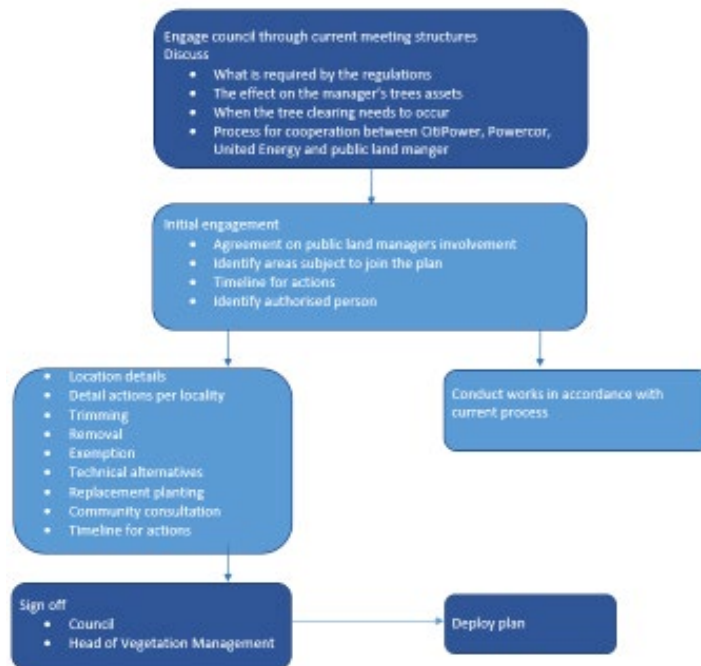 Engage council through current meeting structures
Discuss
• What is required by the regulations
• The effect on the manager's trees assets
• When the tree clearing needs to occur
• Process for cooperation between CitiPower, Powercor,
United Energy and public land manger
Initial engagement
• Agreement on public land managers involvement
• Identify areas subject to join the plan
• Timeline for actions
• Identify authorised person
• Location details
• Detail actions per locality
• Trimming
• Removal
• Exemption
• Technical alternatives
• Replacement planting
• Community consultation
• Timeline for actions
Conduct works in accordance with
current process
Sign off
• Council
• Head of Vegetation Management
Deploy plan